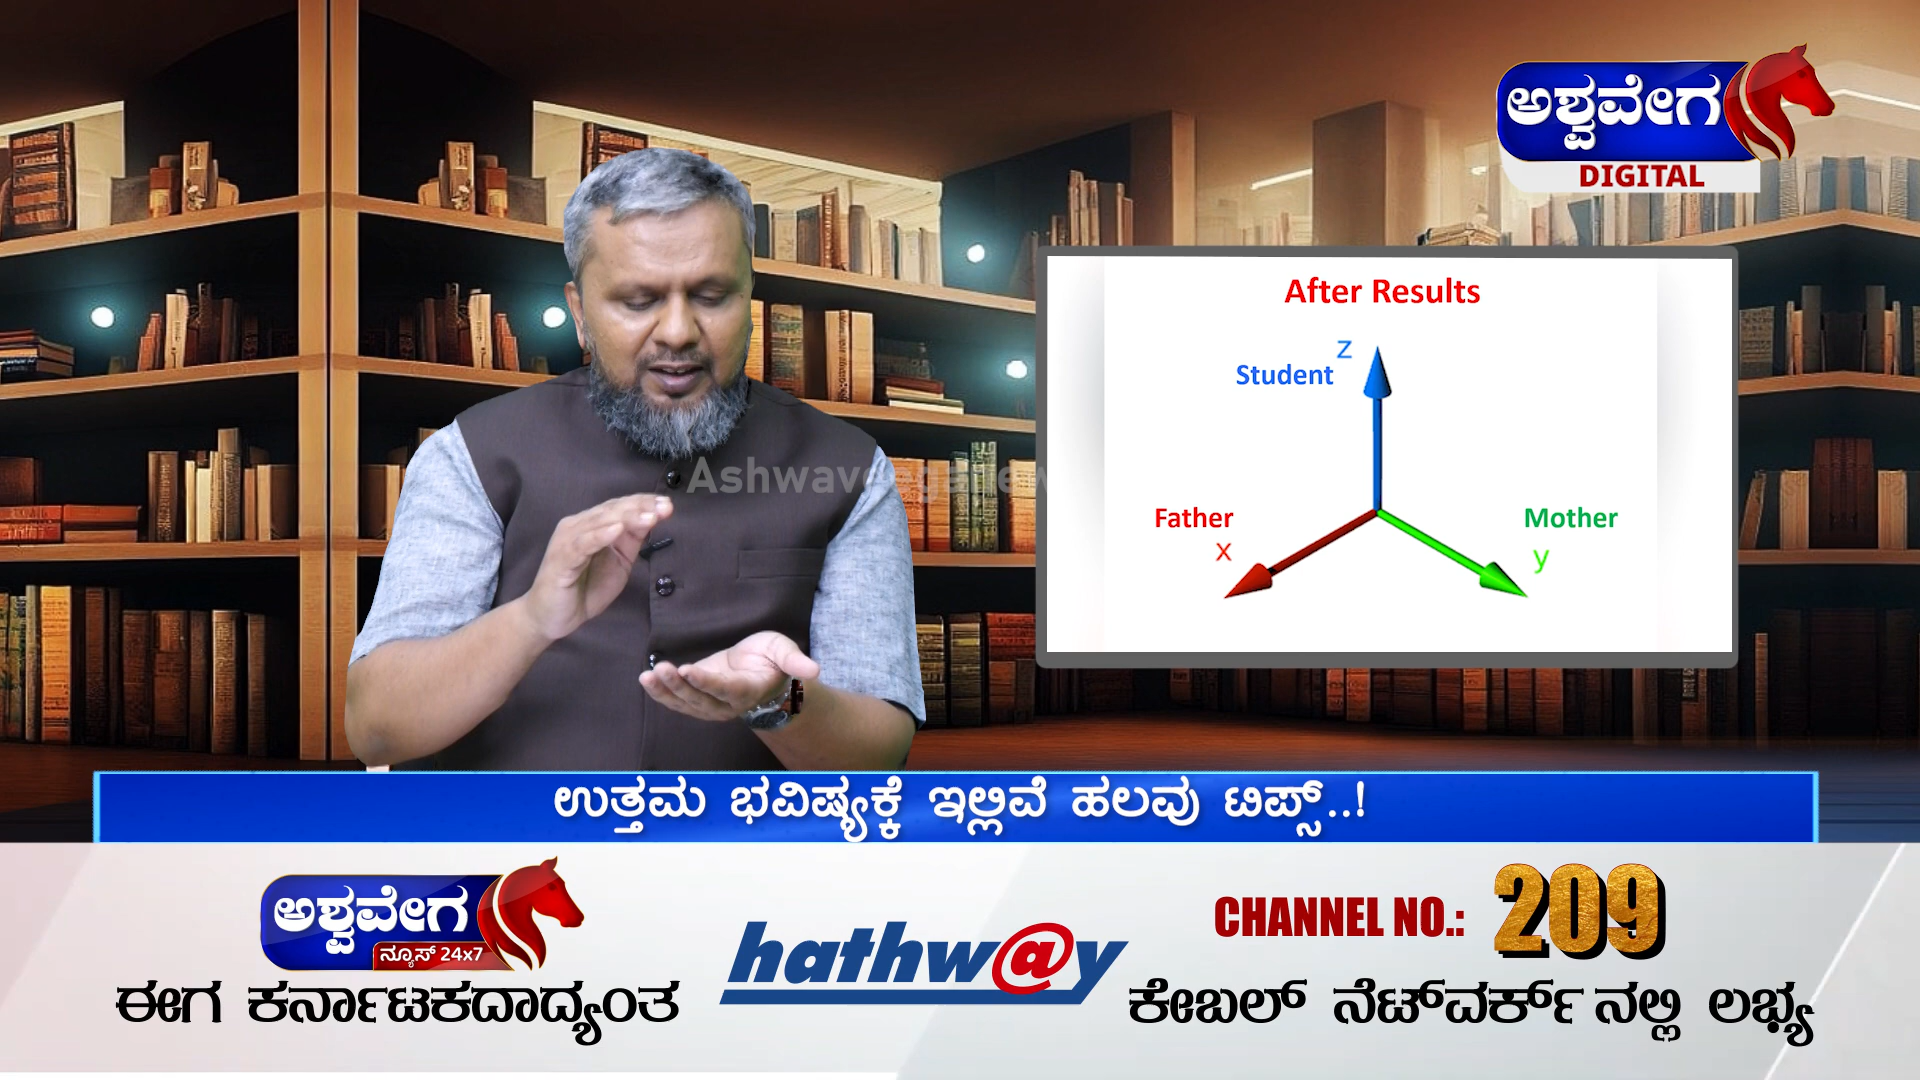 ಅಶ್ವವೇಗ
DIGITAL
After Results
z
Student
Father
x
Mother
y
Ashwaveega
ಉತ್ತಮ ಭವಿಷ್ಯಕ್ಕೆ ಇಲ್ಲಿವೆ ಹಲವು ಟಿಪ್ಸ್..!
ಅಶ್ವವೇಗ
ನ್ಯೂಸ್ 24x7
ಈಗ ಕರ್ನಾಟಕದಾದ್ಯಂತ
hathw@y
CHANNEL NO.: 209
ಕೇಬಲ್ ನೆಟ್‌ವರ್ಕ್ ನಲ್ಲಿ ಲಭ್ಯ